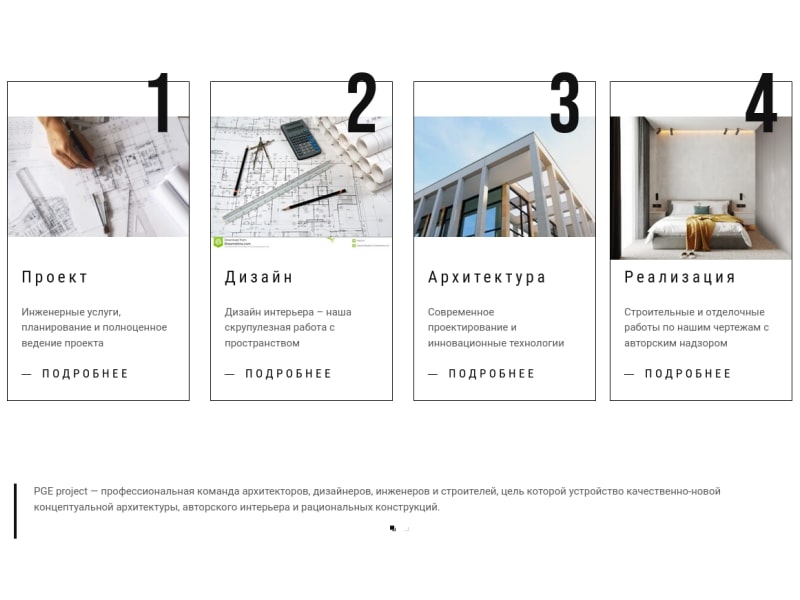 1
2
3
4
Проект
Инженерные услуги,
планирование и полноценное
ведение проекта
— ПОДРОБНЕЕ
Дизайн
Дизайн интерьера – наша
скрупулезная работа с
пространством
— ПОДРОБНЕЕ
Архитектура
Современное
проектирование и
инновационные технологии
— ПОДРОБНЕЕ
Реализация
Строительные и отделочные
работы по нашим чертежам с
авторским надзором
— ПОДРОБНЕЕ
PGE project — профессиональная команда архитекторов, дизайнеров, инженеров и строителей, цель которой устройство качественно-новой
концептуальной архитектуры, авторского интерьера и рациональных конструкций.